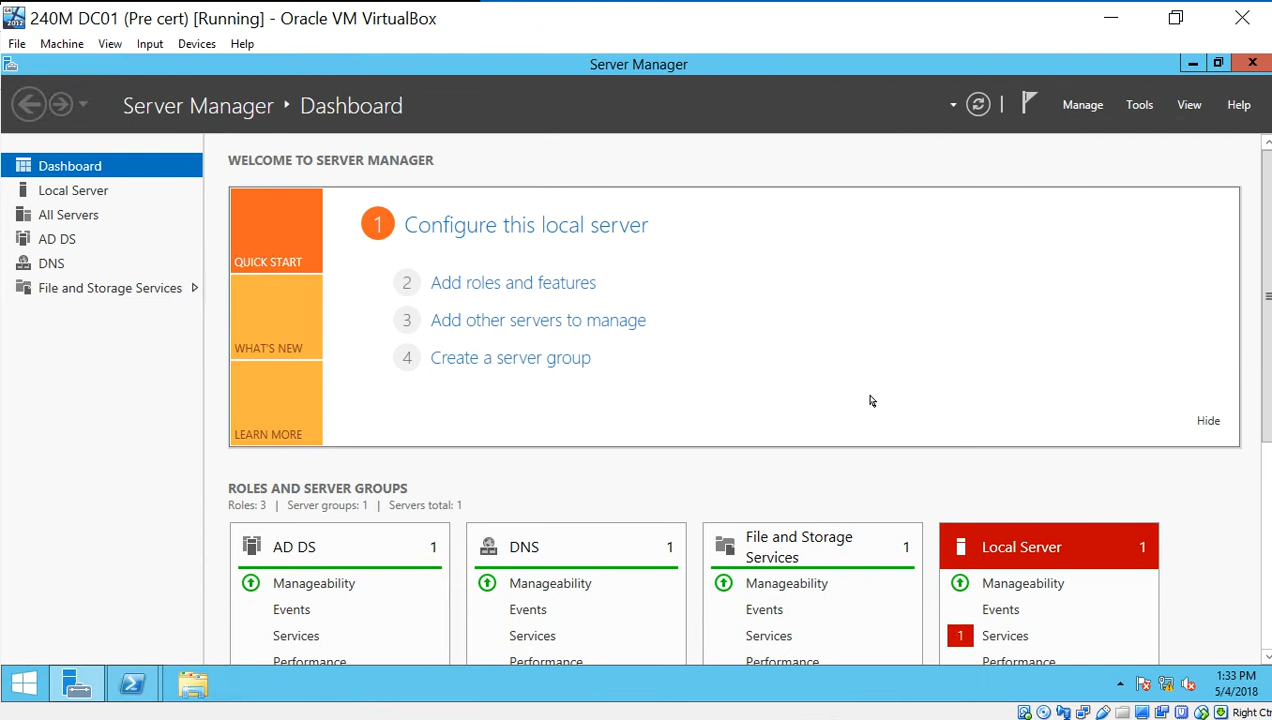 240M DC01 (Pre cert) [Running] - Oracle VM VirtualBox
File Machine View Input Devices Help
Server Manager
Server Manager ‣ Dashboard
Manage Tools View Help
Dashboard
Local Server
All Servers
AD DS
DNS
File and Storage Services
WELCOME TO SERVER MANAGER
QUICK START
WHAT'S NEW
LEARN MORE
1 Configure this local server
2 Add roles and features
3 Add other servers to manage
4 Create a server group
Hide
ROLES AND SERVER GROUPS
Roles: 3 | Server groups: 1 | Servers total: 1
AD DS 1
Manageability
Events
Services
Performance
DNS 1
Manageability
Events
Services
Performance
File and Storage
Services 1
Manageability
Events
Services
Performance
Local Server 1
Manageability
Events
1 Services
Performance
1:33 PM
5/4/2018
Right Ctr